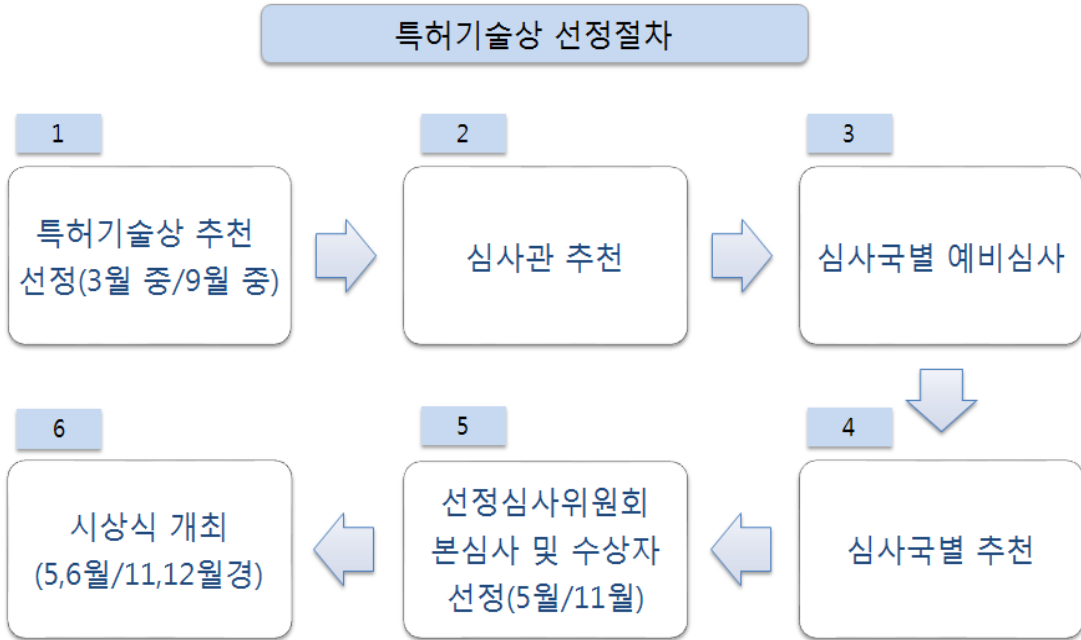 특허기술상 선정절차
1
특허기술상 추천
선정(3월 중/9월 중)
2
심사관 추천
3
심사국별 예비심사
4
심사국별 추천
5
선정심사위원회
본심사 및 수상자
선정(5월/11월)
6
시상식 개최
(5,6월/11,12월경)